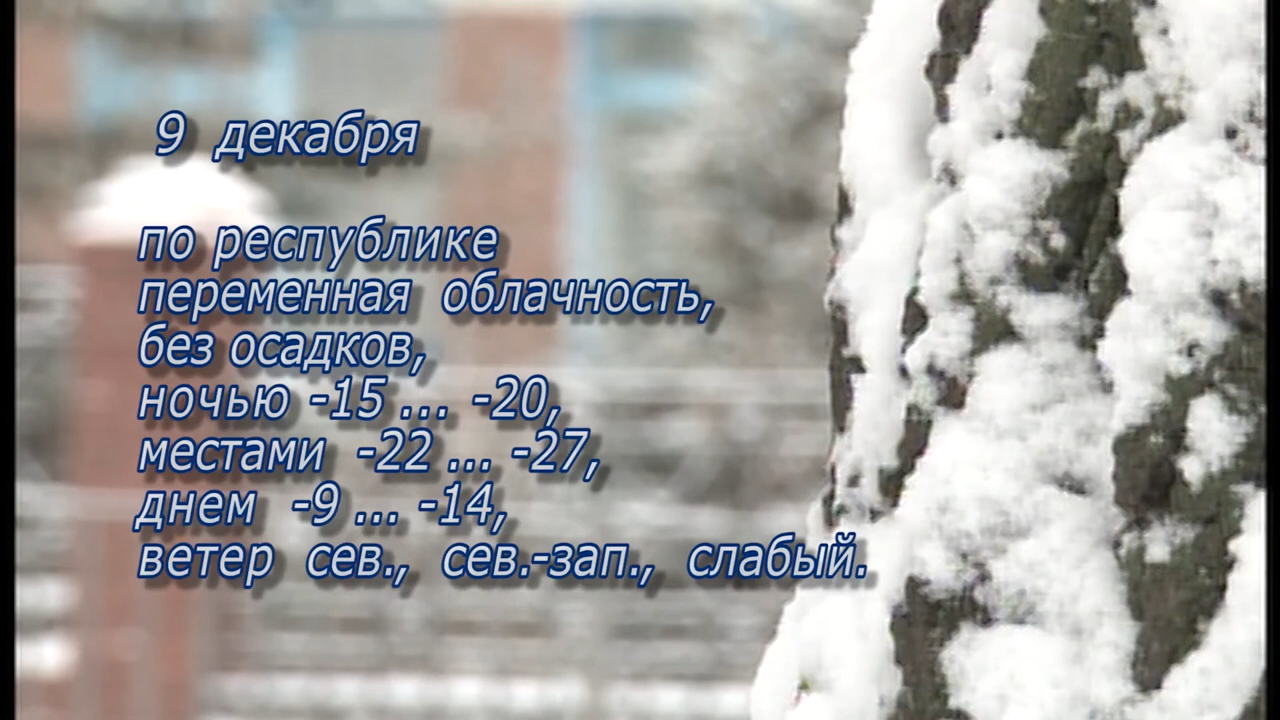 9 декабря
по республике
переменная облачность,
без осадков,
ночью -15 ... -20,
местами -22 ... -27,
днем -9 ... -14,
ветер сев., сев.-зап., слабый.